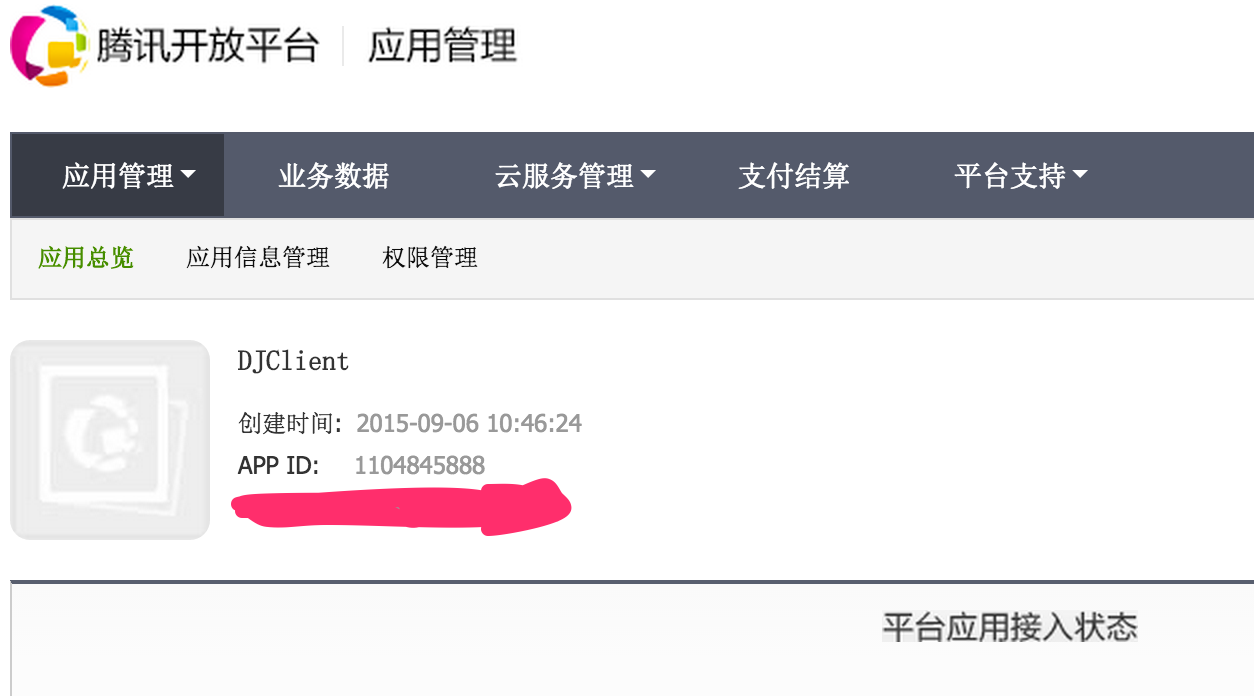 腾讯开放平台 应用管理
应用管理 业务数据 云服务管理 支付结算 平台支持
应用总览 应用信息管理 权限管理
DJClient
创建时间: 2015-09-06 10:46:24
APP ID: 1104845888
平台应用接入状态